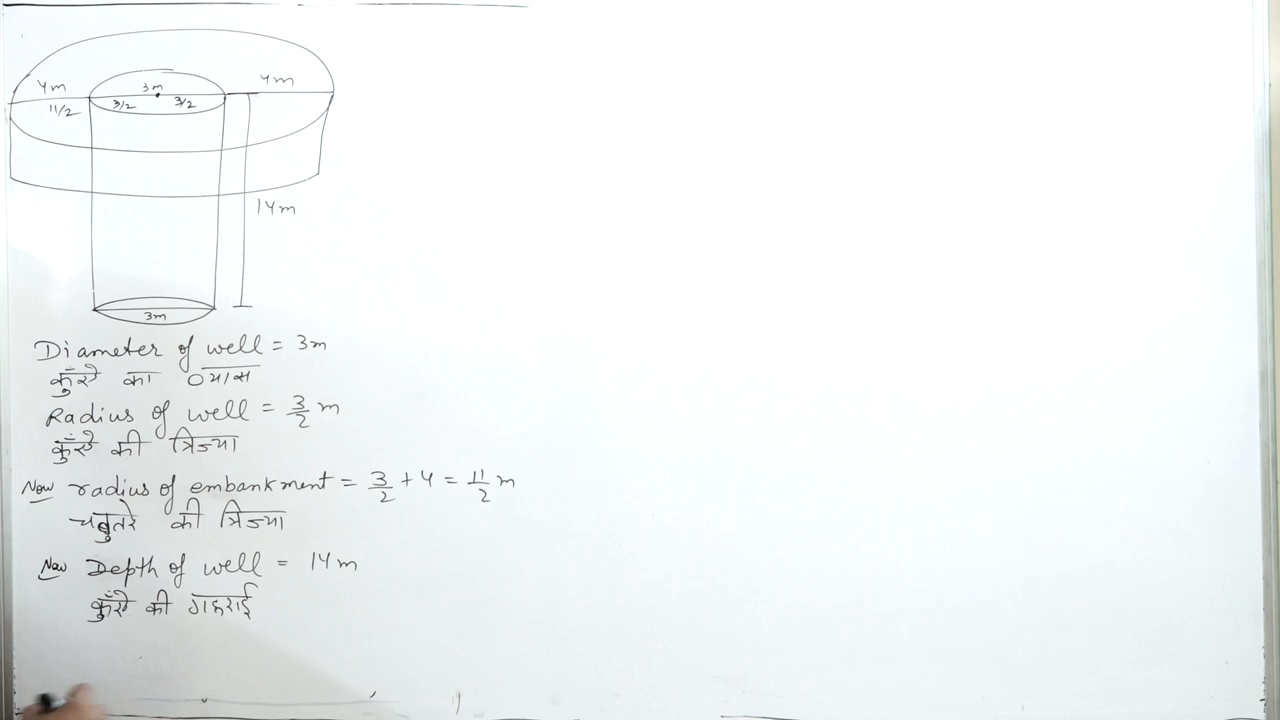 4m 3m 4m
11/2 3/2 3/2
14m
3m
Diameter of well = 3m
कुँए का व्यास
Radius of well = 3/2 m
कुँए की त्रिज्या
Now radius of embankment = 3/2 + 4 = 11/2 m
चबुतरे की त्रिज्या
Now Depth of well = 14m
कुँए की गहराई